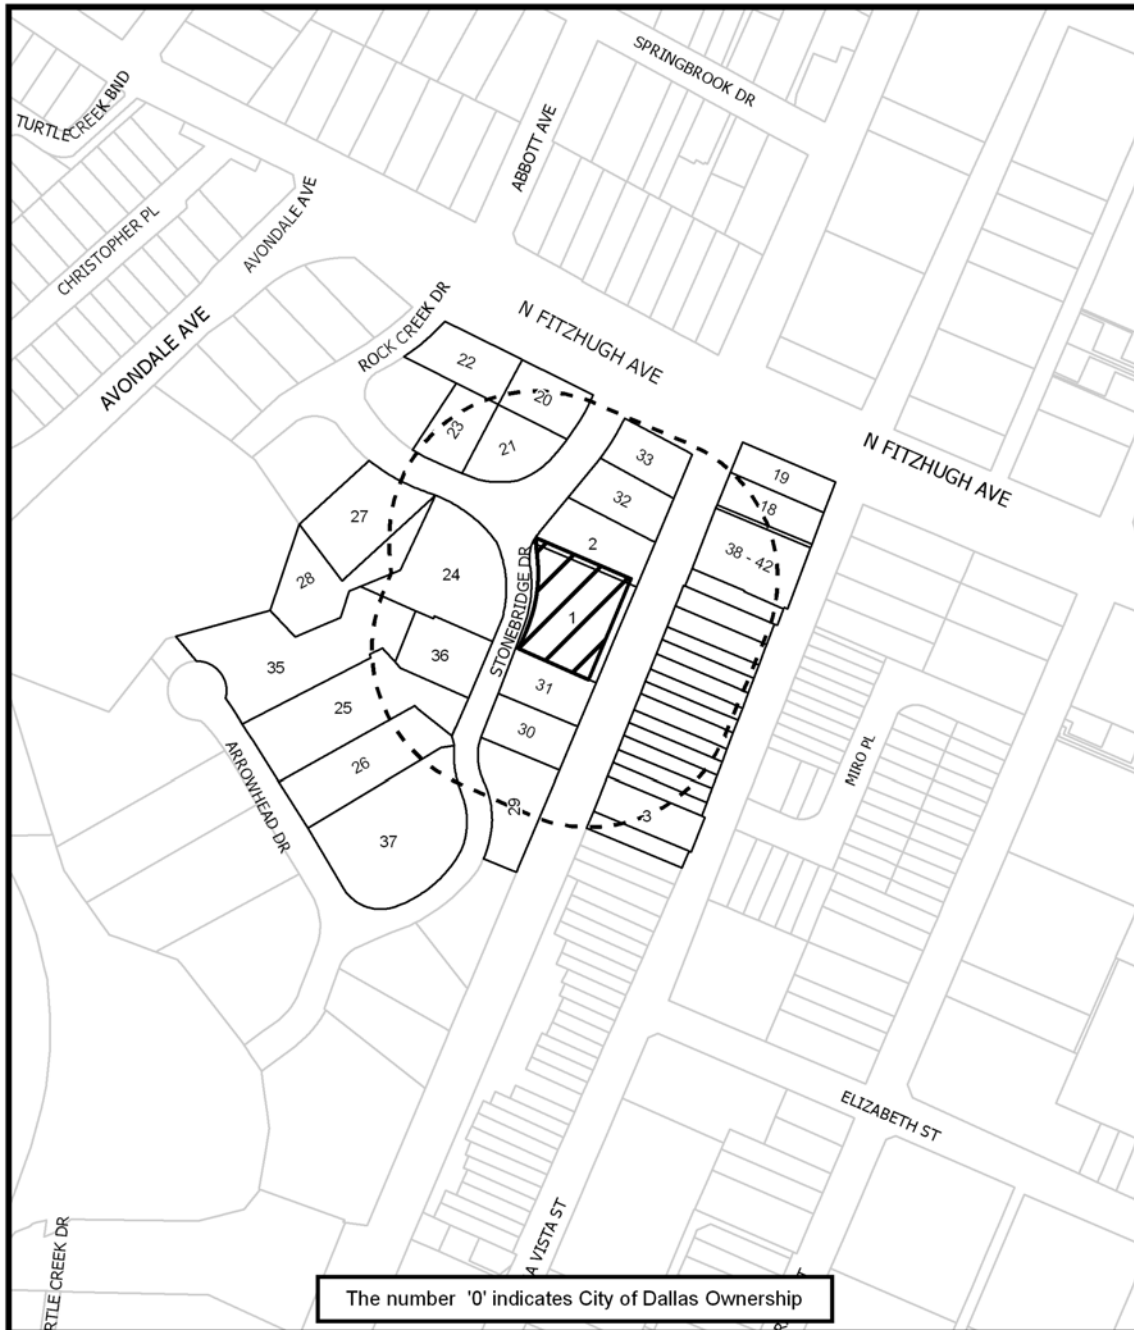 SPRINGBROOK DR
TURTLE CREEK BND
ABBOTT AVE
CHRISTOPHER PL
AVONDALE AVE
AVONDALE AVE
ROCK CREEK DR
N FITZHUGH AVE
N FITZHUGH AVE
22
20
23
21
33
32
19
18
38 - 42
2
27
28
24
STONEBRIDGE DR
1
36
31
35
25
30
26
29
3
37
ARROWHEAD DR
MIRO PL
ELIZABETH ST
A VISTA ST
RTLE CREEK DR
The number '0' indicates City of Dallas Ownership